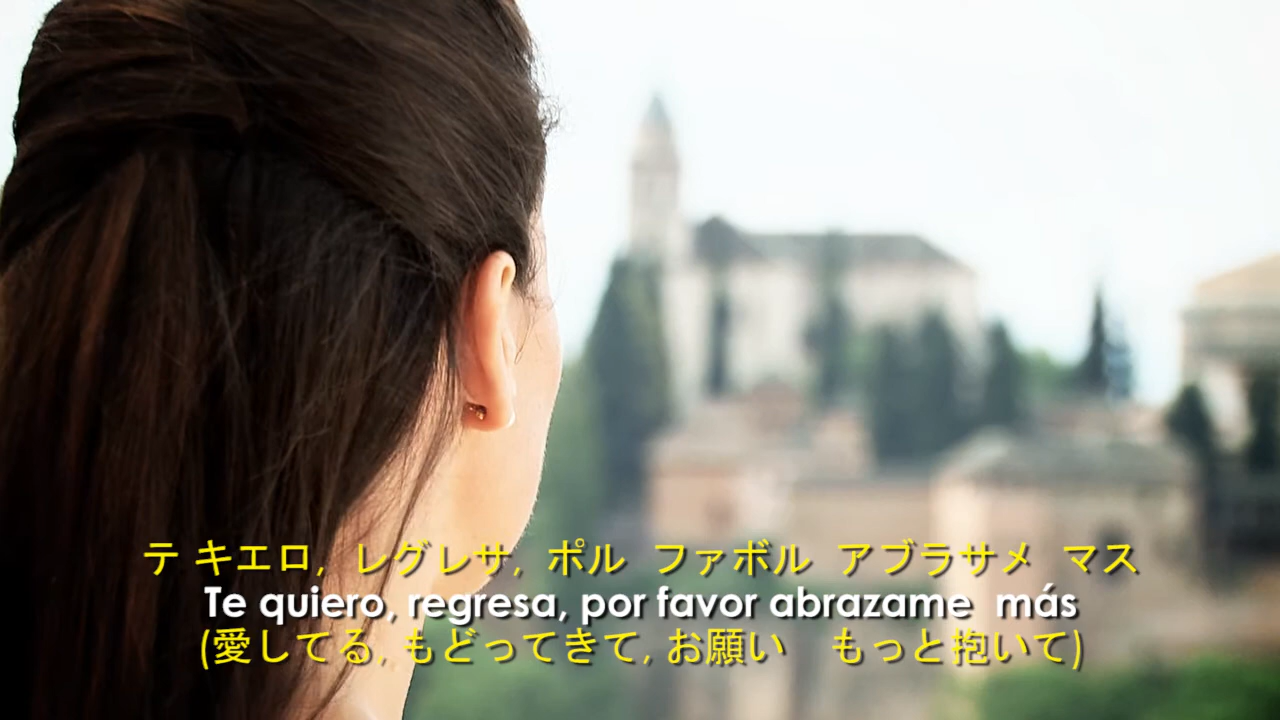 テ キエロ, レグレサ, ポル ファボル アブラサメ マス
Te quiero, regresa, por favor abrazame más
(愛してる, もどってきて, お願い もっと抱いて)